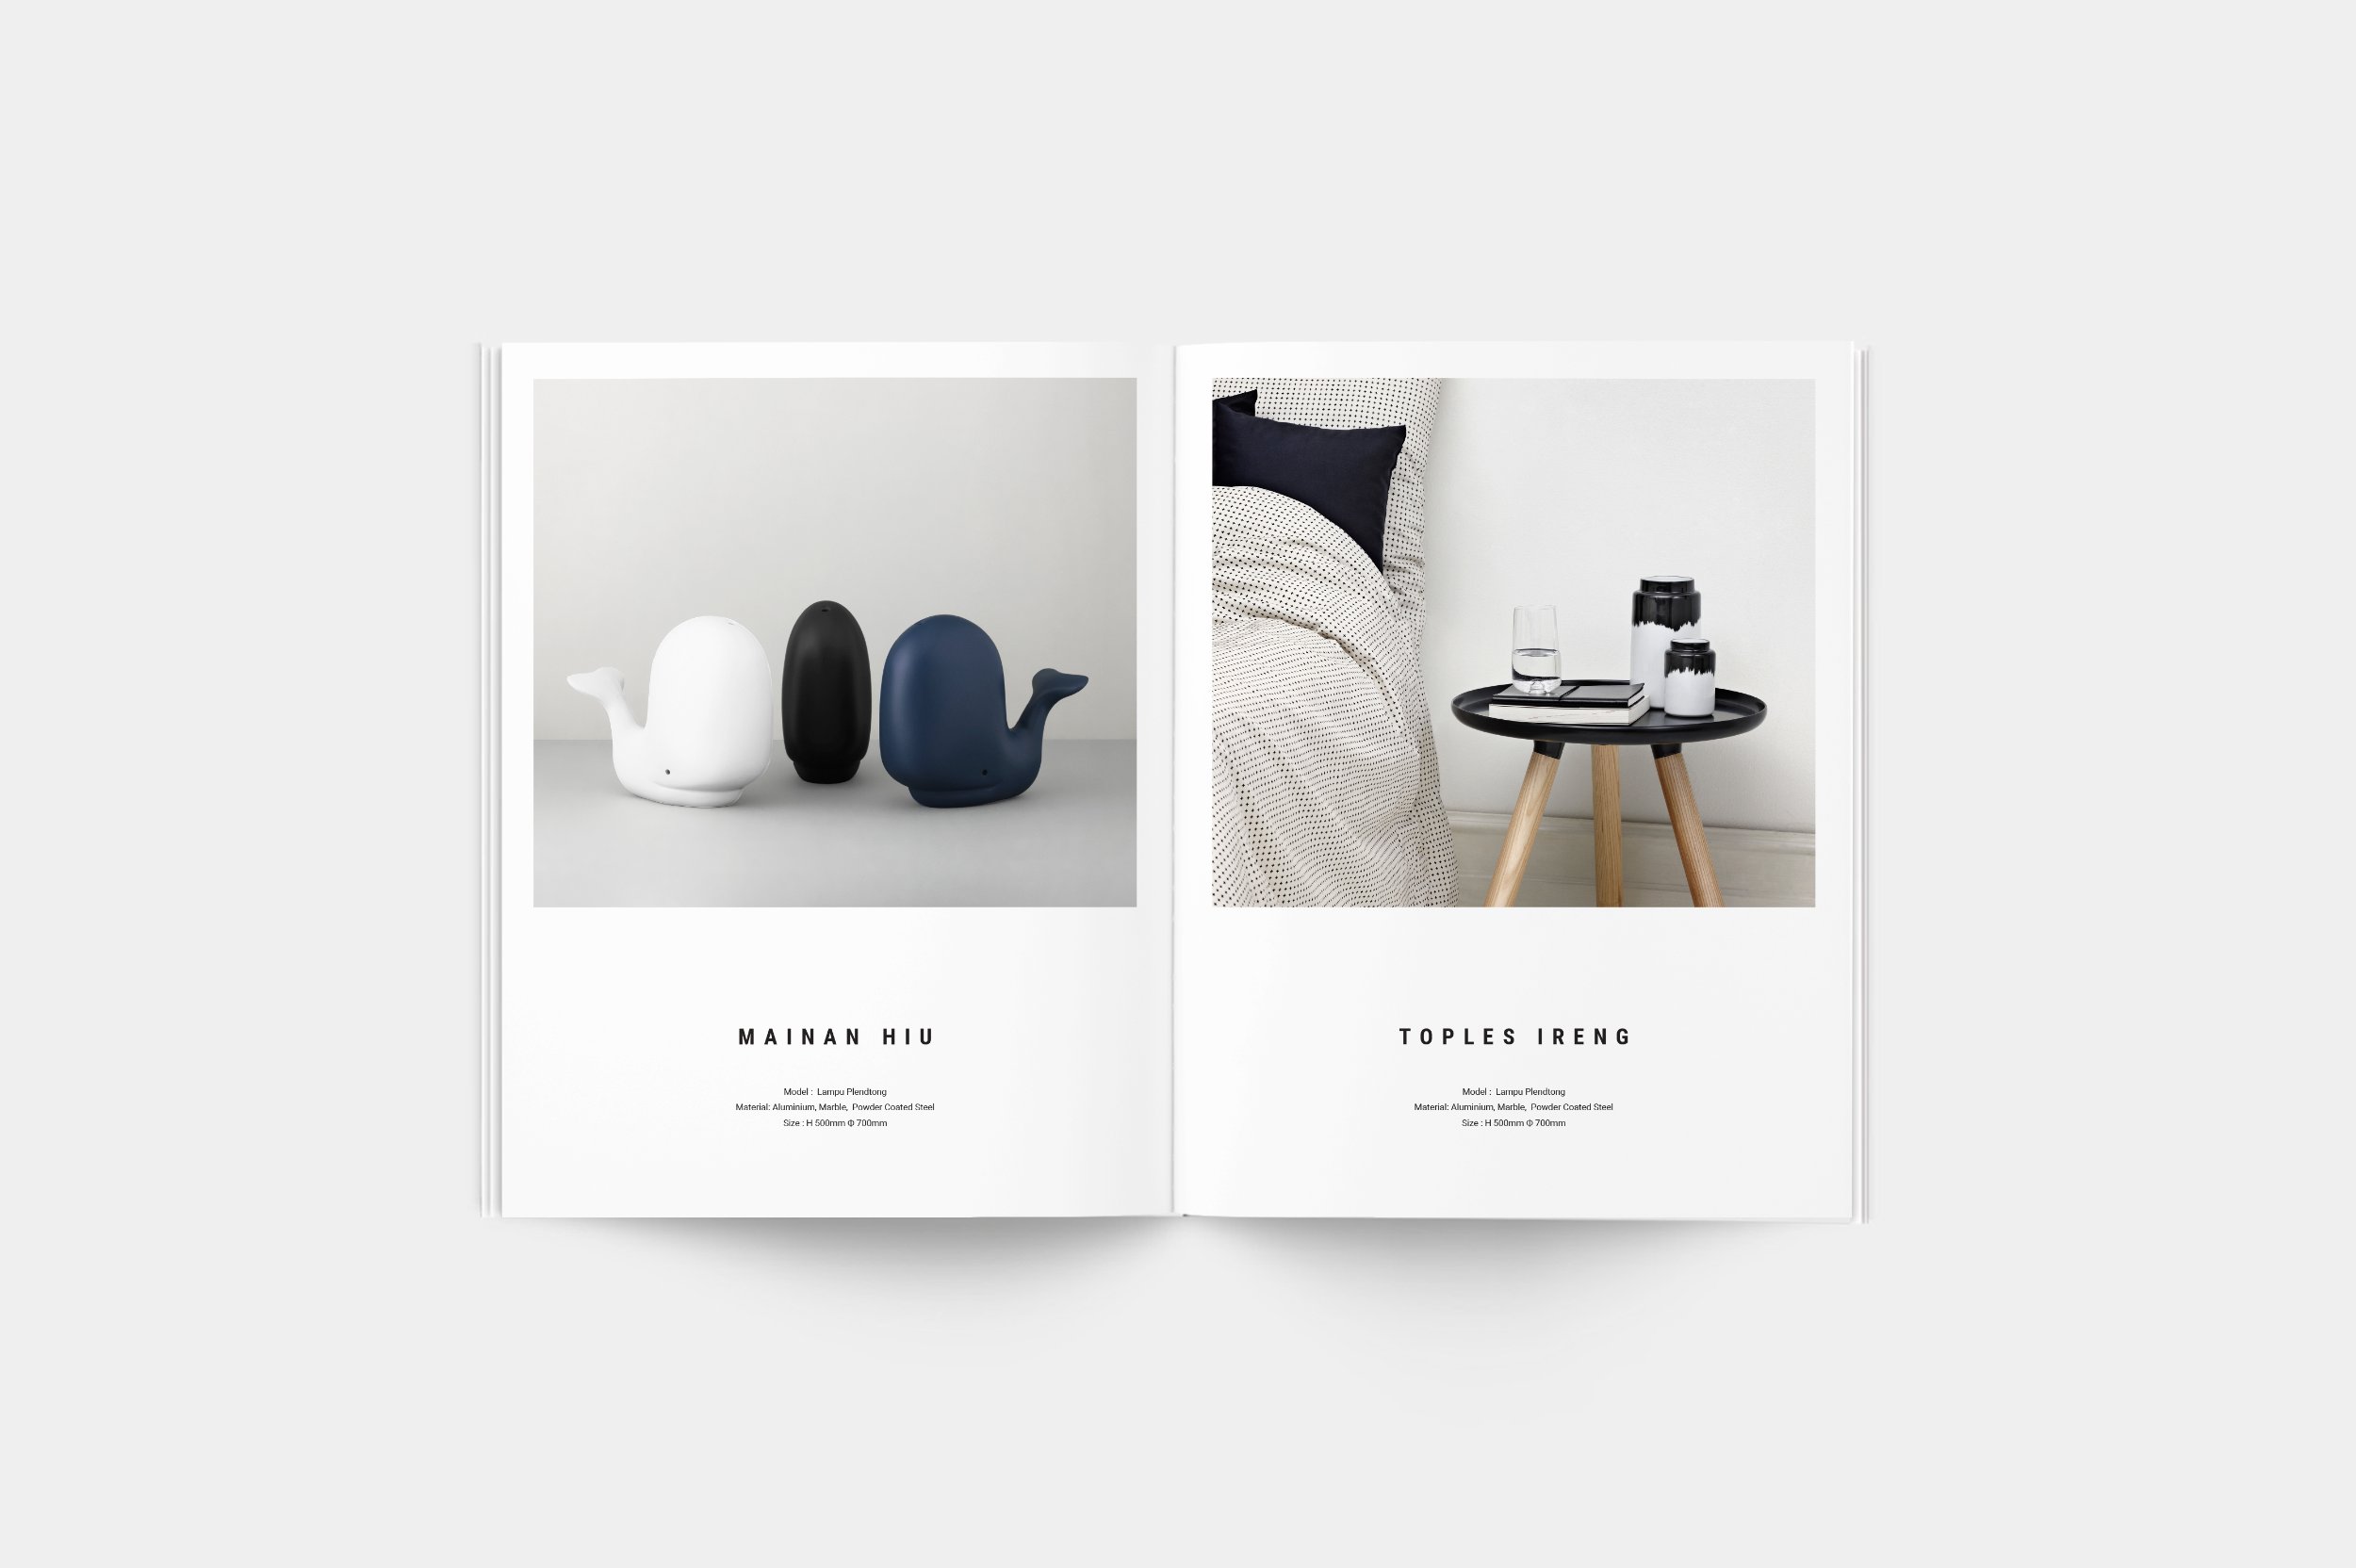 MAINAN HIU
Model :  Lampu Plendtong
Material: Aluminium, Marble,  Powder Coated Steel
Size : H 500mm Φ 700mm
TOPLES IRENG
Model :  Lampu Plendtong
Material: Aluminium, Marble,  Powder Coated Steel
Size : H 500mm Φ 700mm